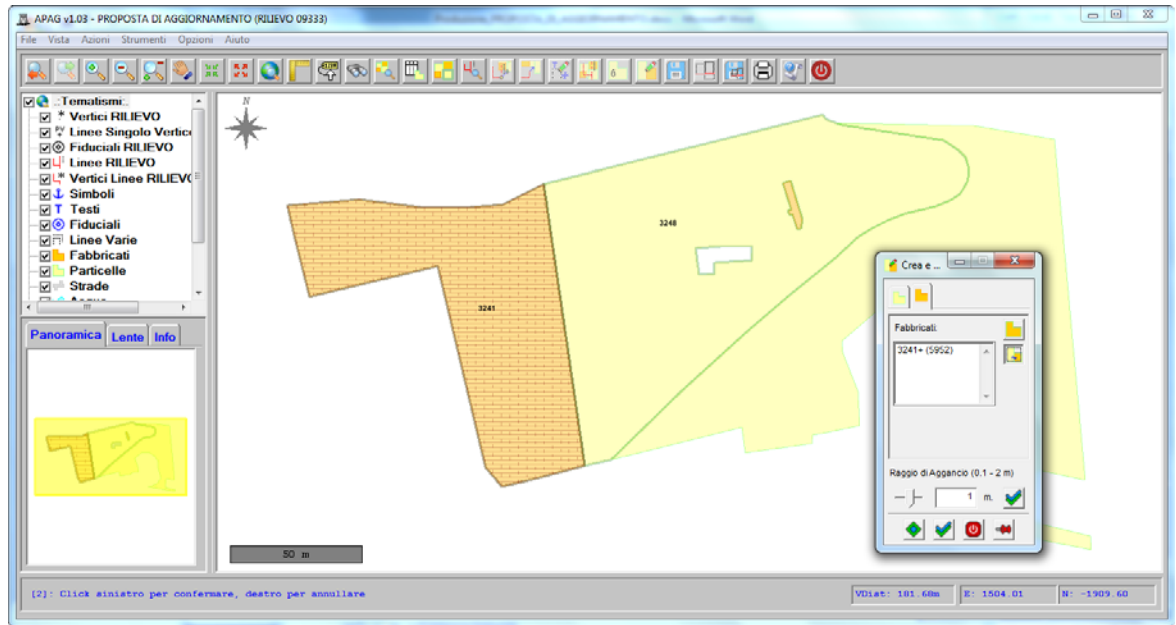 APAG v1.03 - PROPOSTA DI AGGIORNAMENTO (RILIEVO 09333)
File Vista Azioni Strumenti Opzioni Aiuto
.:Tematismi:.
Vertici RILIEVO
Linee Singolo Vertice
Fiduciali RILIEVO
Linee RILIEVO
Vertici Linee RILIEV
Simboli
Testi
Fiduciali
Linee Varie
Fabbricati
Particelle
Strade
Panoramica Lente Info
N
3248
3241
50 m
Crea e ...
Fabbricati:
3241+ (5952)
Raggio di Aggancio (0.1 - 2 m)
1 m.
[2]: Click sinistro per confermare, destro per annullare
VDist: 181.68m E: 1504.01 N: -1909.60